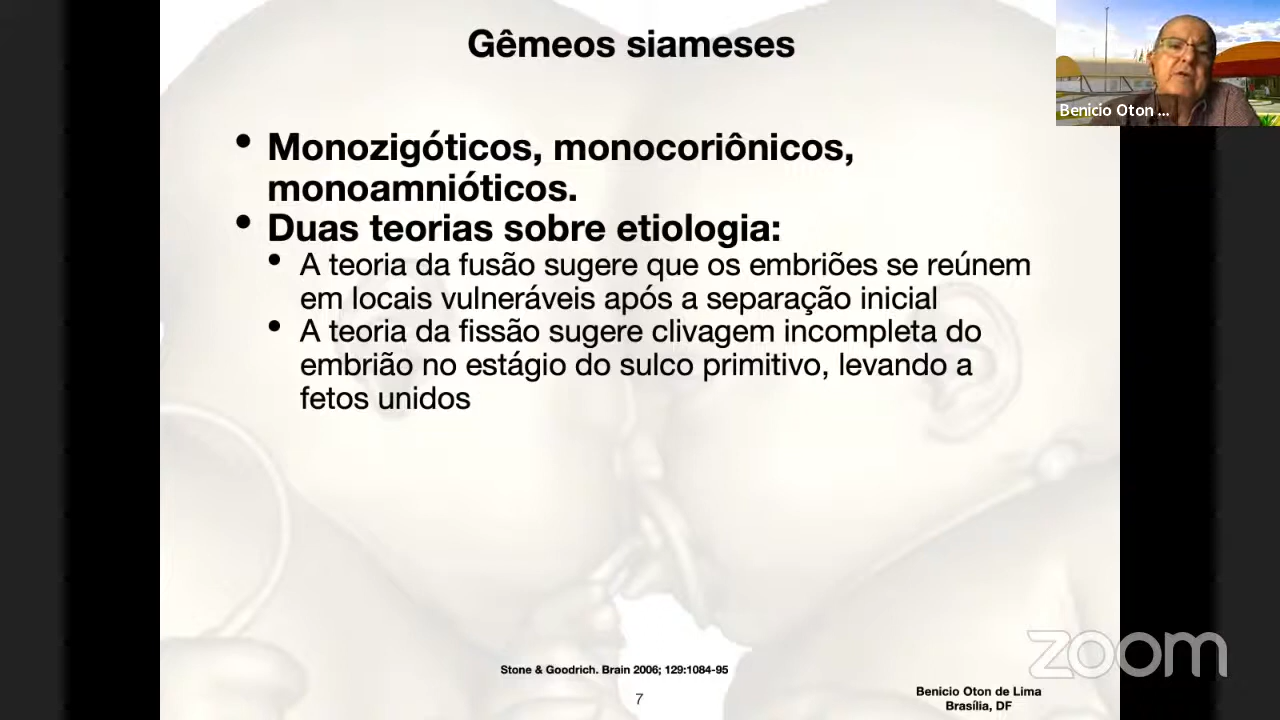 Gêmeos siameses
Benicio Oton ...
• Monozigóticos, monocoriônicos,
monoamnióticos.
• Duas teorias sobre etiologia:
• A teoria da fusão sugere que os embriões se reúnem
em locais vulneráveis após a separação inicial
• A teoria da fissão sugere clivagem incompleta do
embrião no estágio do sulco primitivo, levando a
fetos unidos
zoom
Stone & Goodrich. Brain 2006; 129:1084-95
7
Benicio Oton de Lima
Brasília, DF